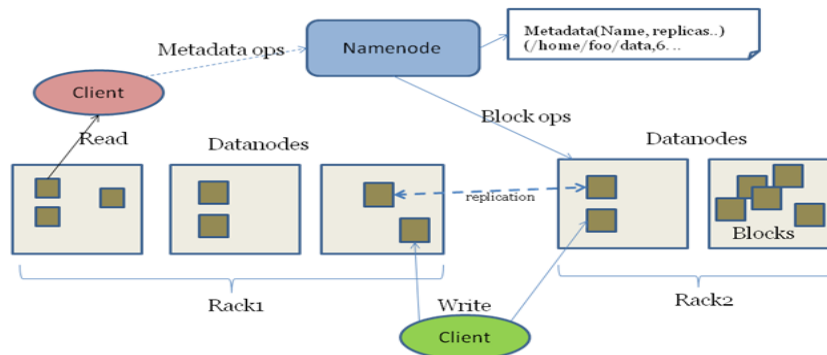 Metadata ops
Namenode
Metadata(Name, replicas..)
(/home/foo/data,6...
Client
Block ops
Read
Datanodes
Datanodes
replication
Blocks
Rack1
Write
Rack2
Client